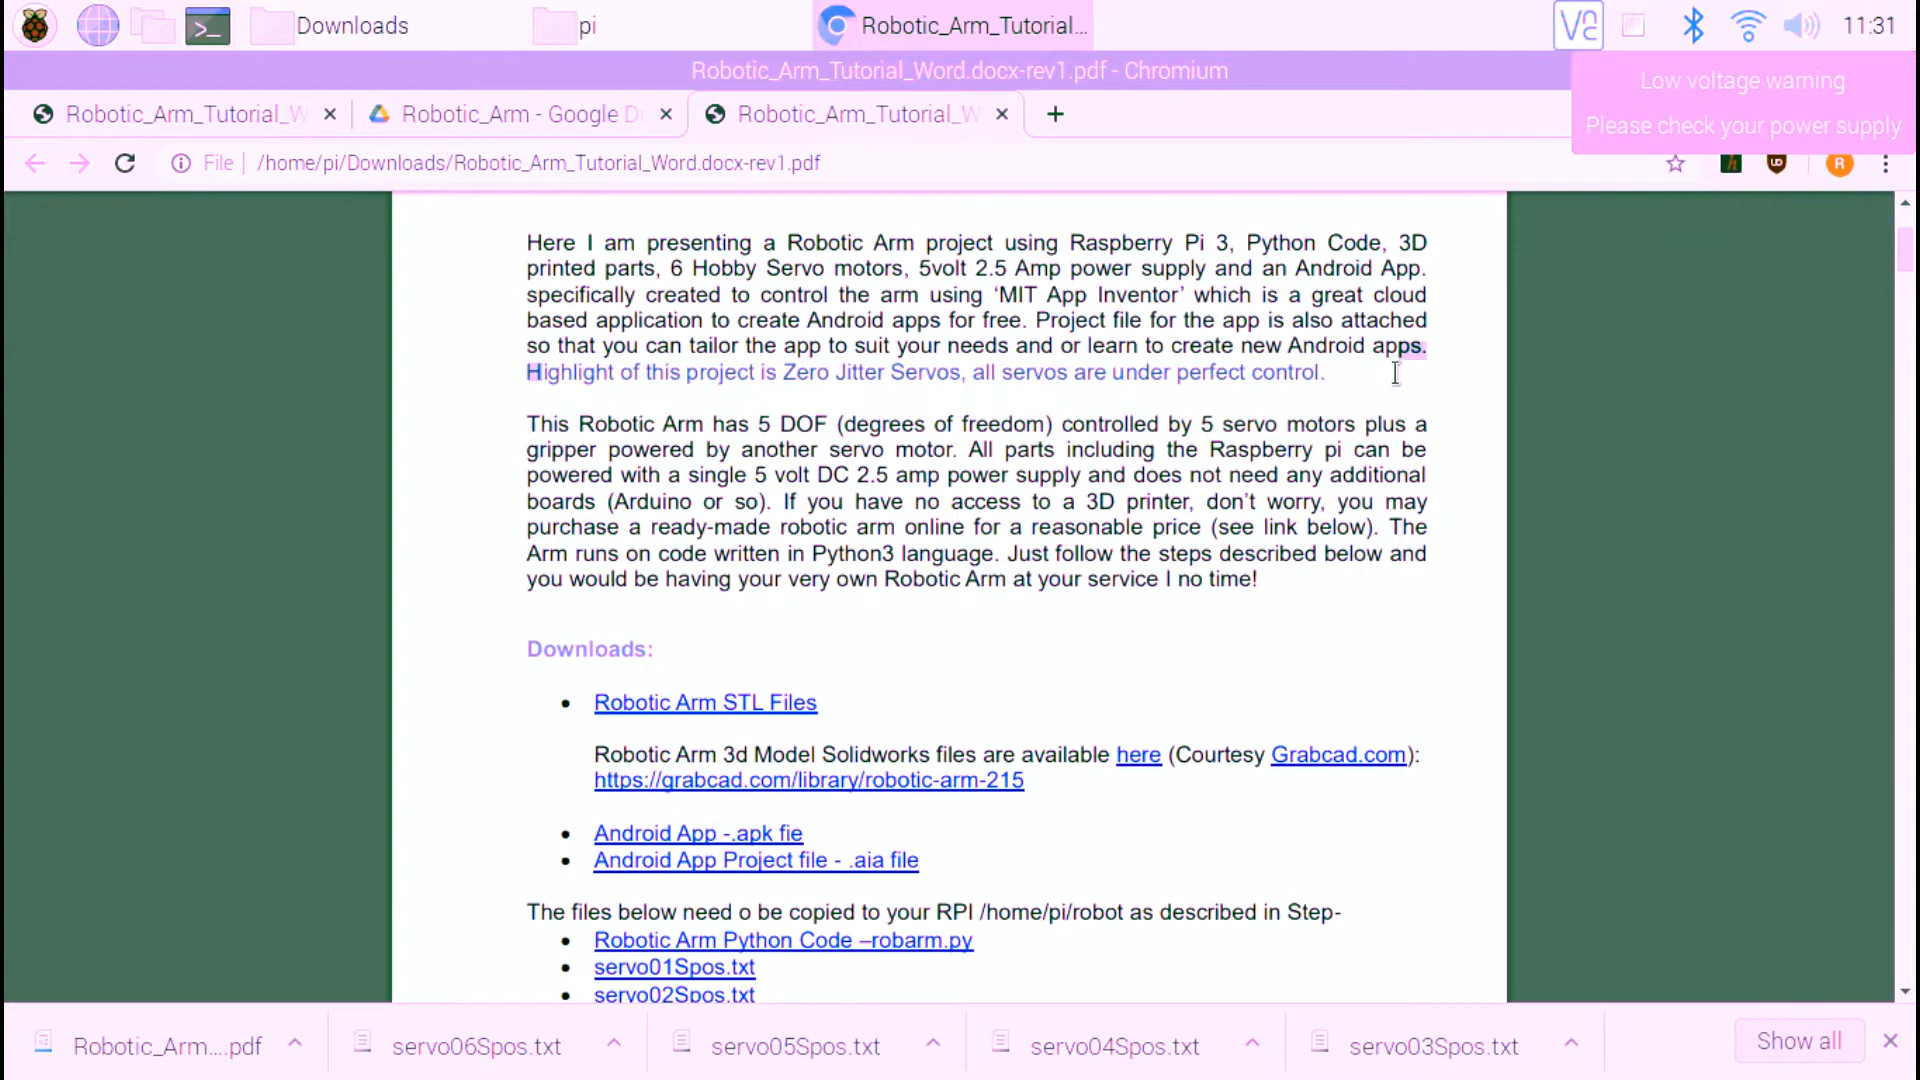 Downloads
pi
Robotic_Arm_Tutorial...
11:31
Robotic_Arm_Tutorial_Word.docx-rev1.pdf - Chromium
Low voltage warning
Please check your power supply
Robotic_Arm_Tutorial_W
Robotic_Arm - Google D
Robotic_Arm_Tutorial_W
File
/home/pi/Downloads/Robotic_Arm_Tutorial_Word.docx-rev1.pdf
R
Here I am presenting a Robotic Arm project using Raspberry Pi 3, Python Code, 3D
printed parts, 6 Hobby Servo motors, 5volt 2.5 Amp power supply and an Android App.
specifically created to control the arm using ‘MIT App Inventor’ which is a great cloud
based application to create Android apps for free. Project file for the app is also attached
so that you can tailor the app to suit your needs and or learn to create new Android apps.
Highlight of this project is Zero Jitter Servos, all servos are under perfect control.
This Robotic Arm has 5 DOF (degrees of freedom) controlled by 5 servo motors plus a
gripper powered by another servo motor. All parts including the Raspberry pi can be
powered with a single 5 volt DC 2.5 amp power supply and does not need any additional
boards (Arduino or so). If you have no access to a 3D printer, don’t worry, you may
purchase a ready-made robotic arm online for a reasonable price (see link below). The
Arm runs on code written in Python3 language. Just follow the steps described below and
you would be having your very own Robotic Arm at your service I no time!
Downloads:
Robotic Arm STL Files
Robotic Arm 3d Model Solidworks files are available here (Courtesy Grabcad.com):
https://grabcad.com/library/robotic-arm-215
Android App -.apk fie
Android App Project file - .aia file
The files below need o be copied to your RPI /home/pi/robot as described in Step-
Robotic Arm Python Code –robarm.py
servo01Spos.txt
servo02Spos.txt
Robotic_Arm....pdf
servo06Spos.txt
servo05Spos.txt
servo04Spos.txt
servo03Spos.txt
Show all